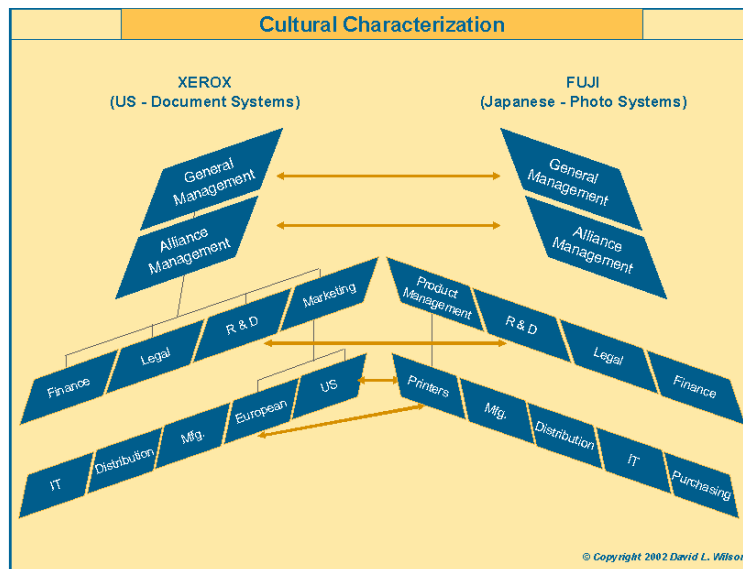 Cultural Characterization
XEROX
(US - Document Systems)
FUJI
(Japanese - Photo Systems)
General
Management
General
Management
Alliance
Management
Alliance
Management
Finance
Legal
R & D
Marketing
Product
Management
R & D
Legal
Finance
IT
Distribution
Mfg.
European
US
Printers
Mfg.
Distribution
IT
Purchasing
© Copyright 2002 David L. Wilson